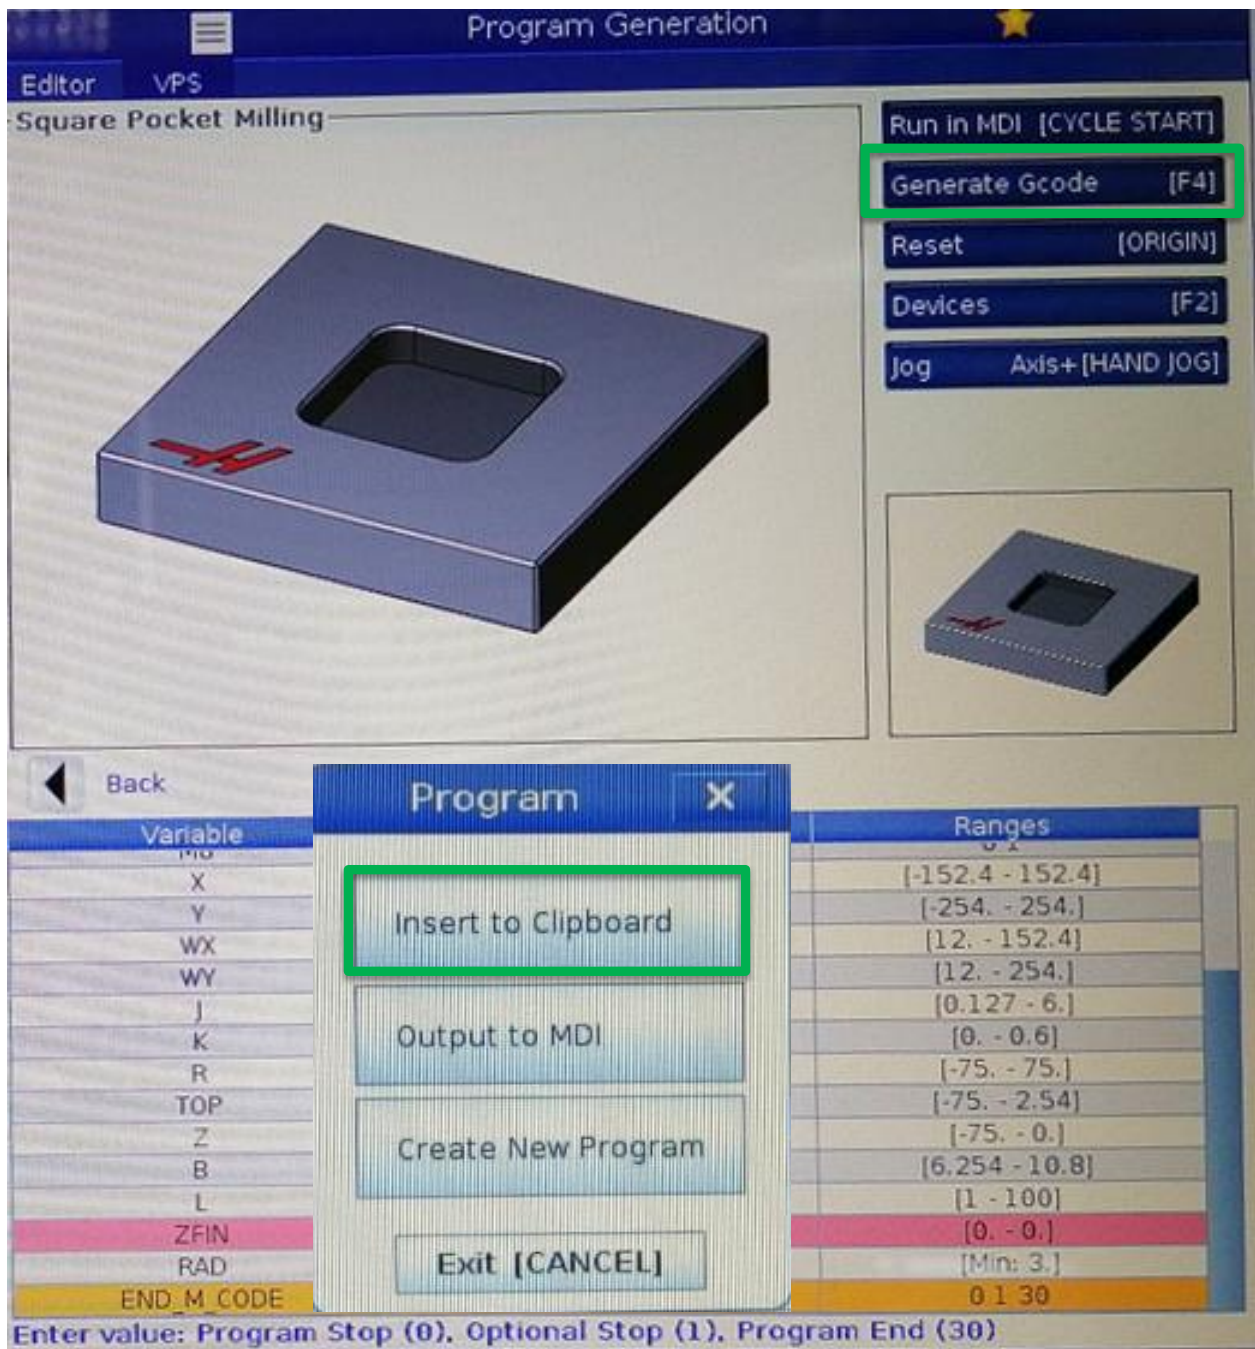 Program Generation
Editor VPS
Square Pocket Milling
Run in MDI [CYCLE START]
Generate Gcode [F4]
Reset [ORIGIN]
Devices [F2]
Jog Axis+[HAND JOG]
H
Back
Program X
Insert to Clipboard
Output to MDI
Create New Program
Exit [CANCEL]
Variable Ranges
X [-152.4 - 152.4]
Y [-254. - 254.]
WX [12. - 152.4]
WY [12. - 254.]
J [0.127 - 6.]
K [0. - 0.6]
R [-75. - 75.]
TOP [-75. - 2.54]
Z [-75. - 0.]
B [6.254 - 10.8]
L [1 - 100]
ZFIN [0. - 0.]
RAD [Min: 3.]
END_M_CODE 0 1 30
Enter value: Program Stop (0), Optional Stop (1), Program End (30)